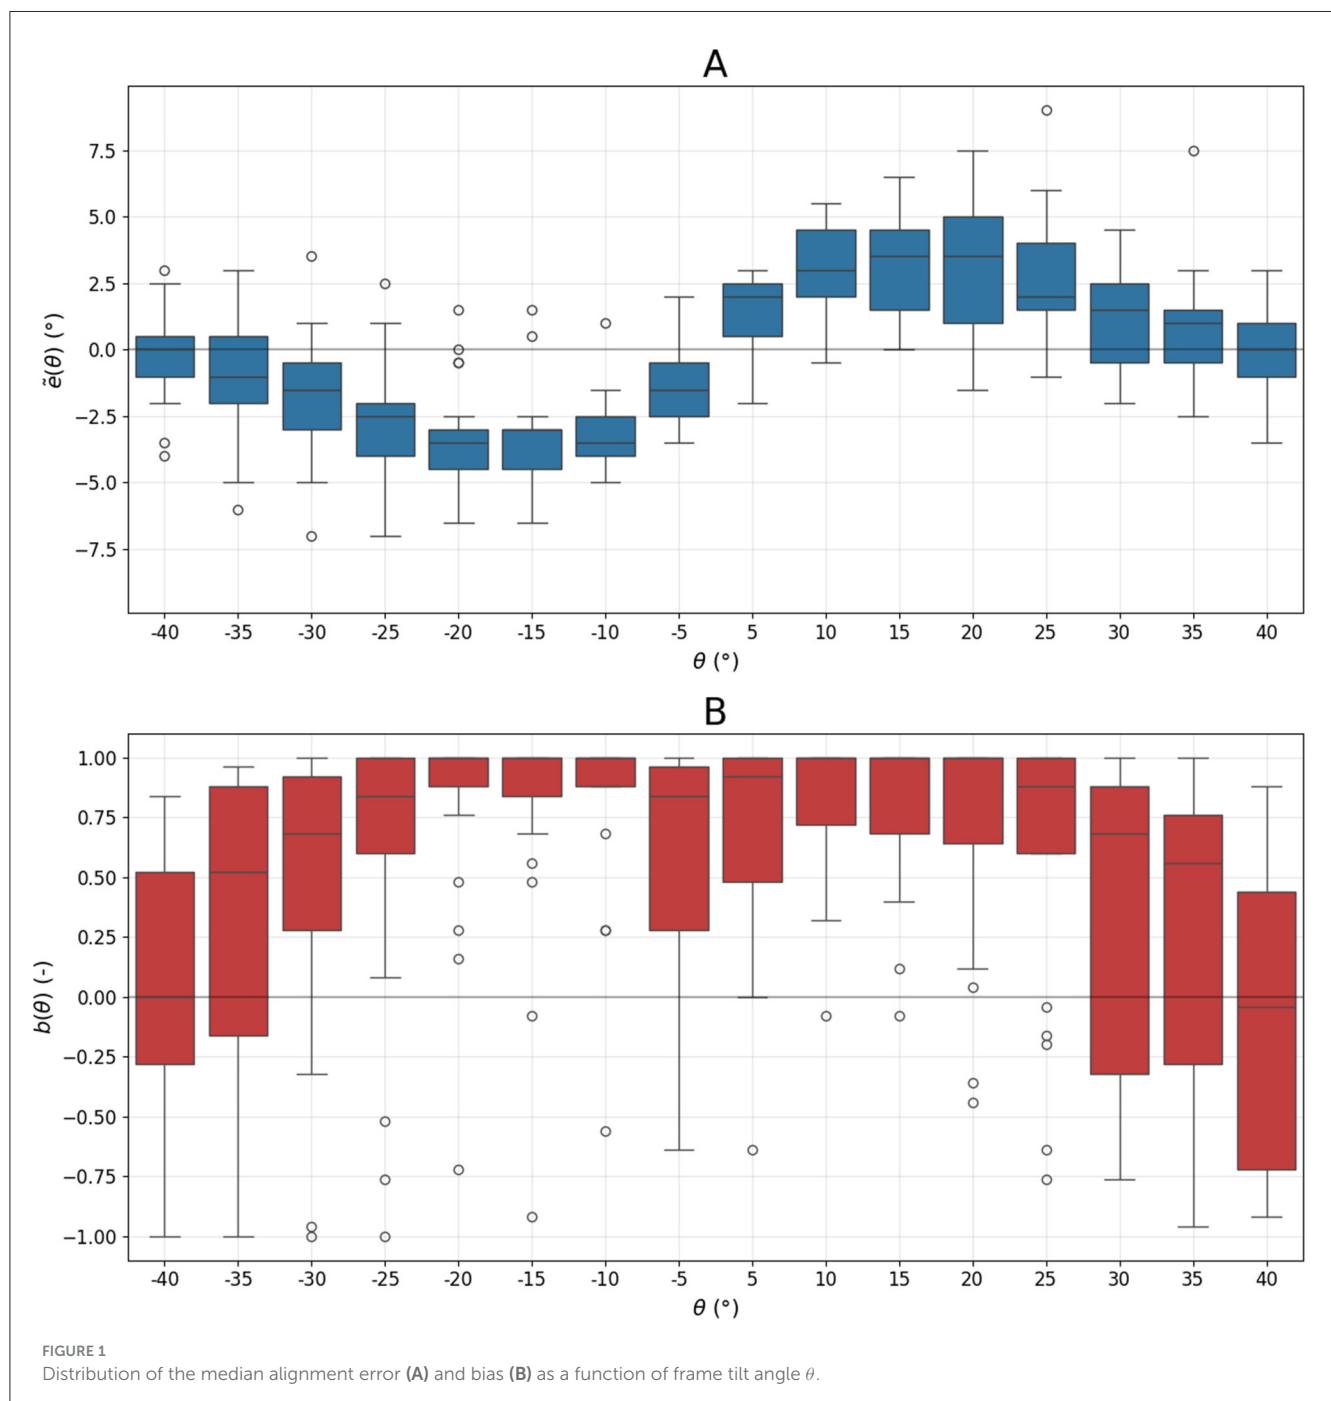 A
7.5
5.0
2.5
0.0
−2.5
−5.0
−7.5
ẽ(θ) (°)
-40 -35 -30 -25 -20 -15 -10 -5 5 10 15 20 25 30 35 40
θ (°)
B
1.00
0.75
0.50
0.25
0.00
−0.25
−0.50
−0.75
−1.00
b(θ) (-)
-40 -35 -30 -25 -20 -15 -10 -5 5 10 15 20 25 30 35 40
θ (°)
FIGURE 1
Distribution of the median alignment error (A) and bias (B) as a function of frame tilt angle θ.